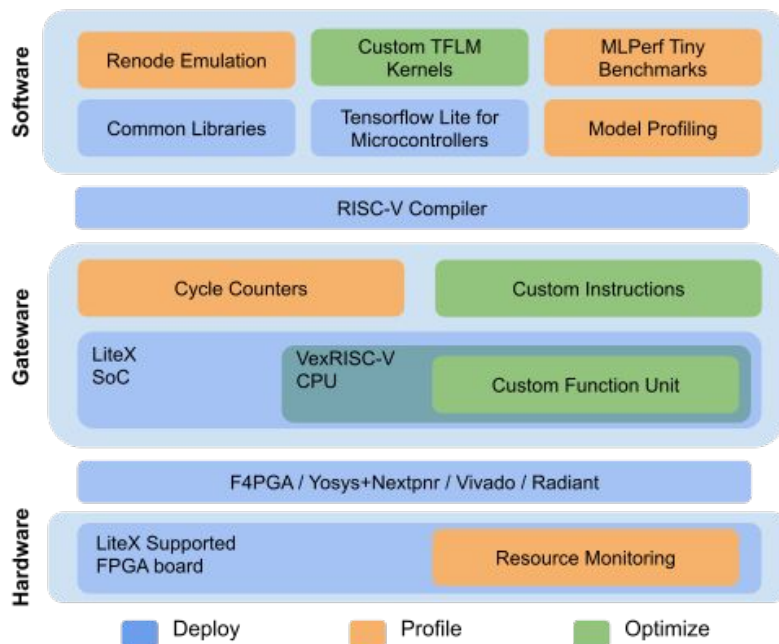 Software
Renode Emulation
Custom TFLM
Kernels
MLPerf Tiny
Benchmarks
Common Libraries
Tensorflow Lite for
Microcontrollers
Model Profiling
RISC-V Compiler
Gateware
Cycle Counters
Custom Instructions
LiteX
SoC
VexRISC-V
CPU
Custom Function Unit
F4PGA / Yosys+Nextpnr / Vivado / Radiant
Hardware
LiteX Supported
FPGA board
Resource Monitoring
Deploy
Profile
Optimize